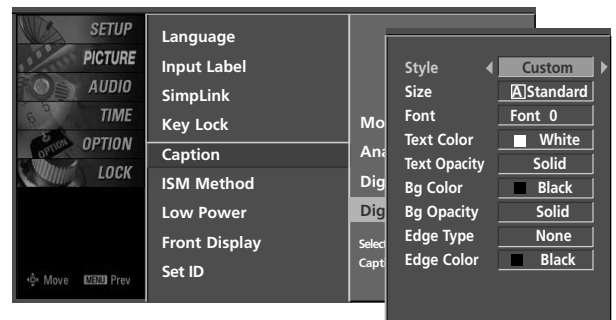 SETUP
PICTURE
AUDIO
TIME
OPTION
LOCK
Move MENU Prev
Language
Input Label
SimpLink
Key Lock
Caption
ISM Method
Low Power
Front Display
Set ID
Mo
Ana
Dig
Dig
Select
Capt
Style Custom
Size A Standard
Font Font 0
Text Color White
Text Opacity Solid
Bg Color Black
Bg Opacity Solid
Edge Type None
Edge Color Black